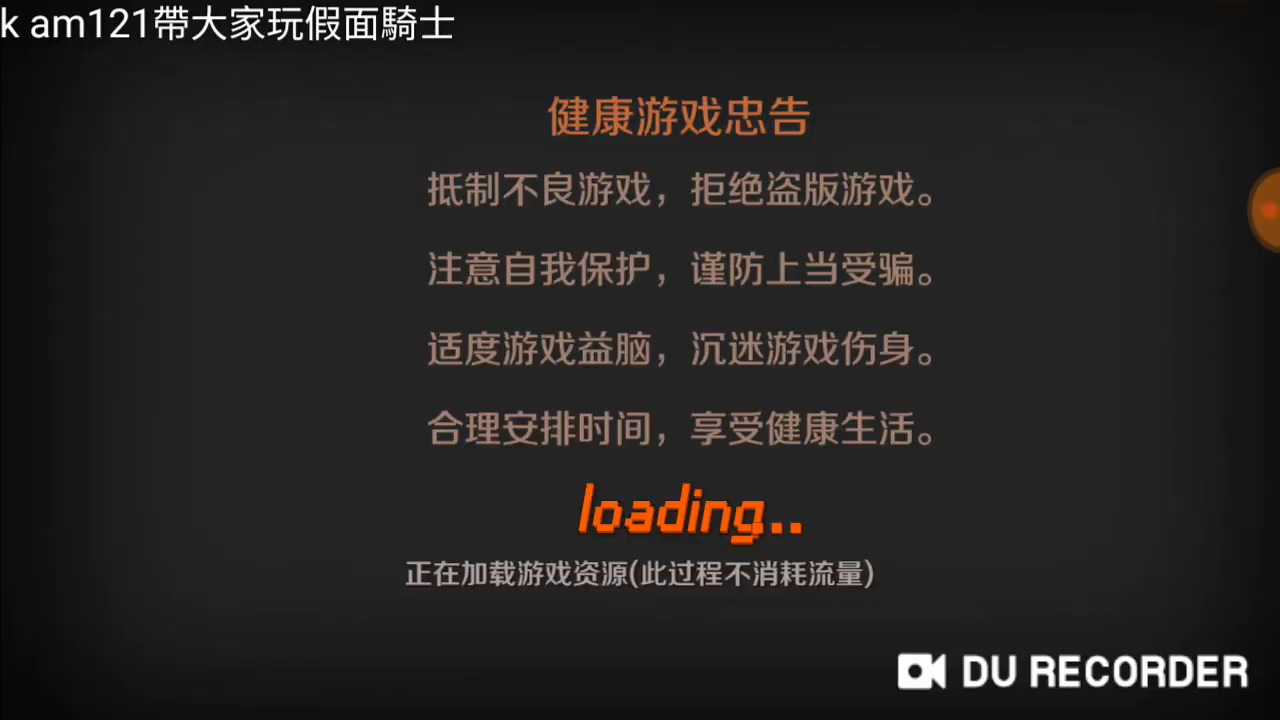 k am121帶大家玩假面騎士
健康游戏忠告
抵制不良游戏，拒绝盗版游戏。
注意自我保护，谨防上当受骗。
适度游戏益脑，沉迷游戏伤身。
合理安排时间，享受健康生活。
loading..
正在加载游戏资源(此过程不消耗流量)
DU RECORDER